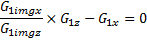 G₁imgx / G₁imgz × G₁z − G₁x = 0